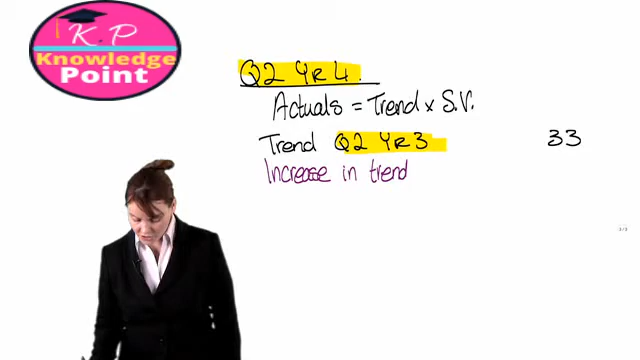 K.P
Knowledge
Point
Q2 YR 4
Actuals = Trend x S.V.
Trend Q2 YR 3 33
Increase in trend